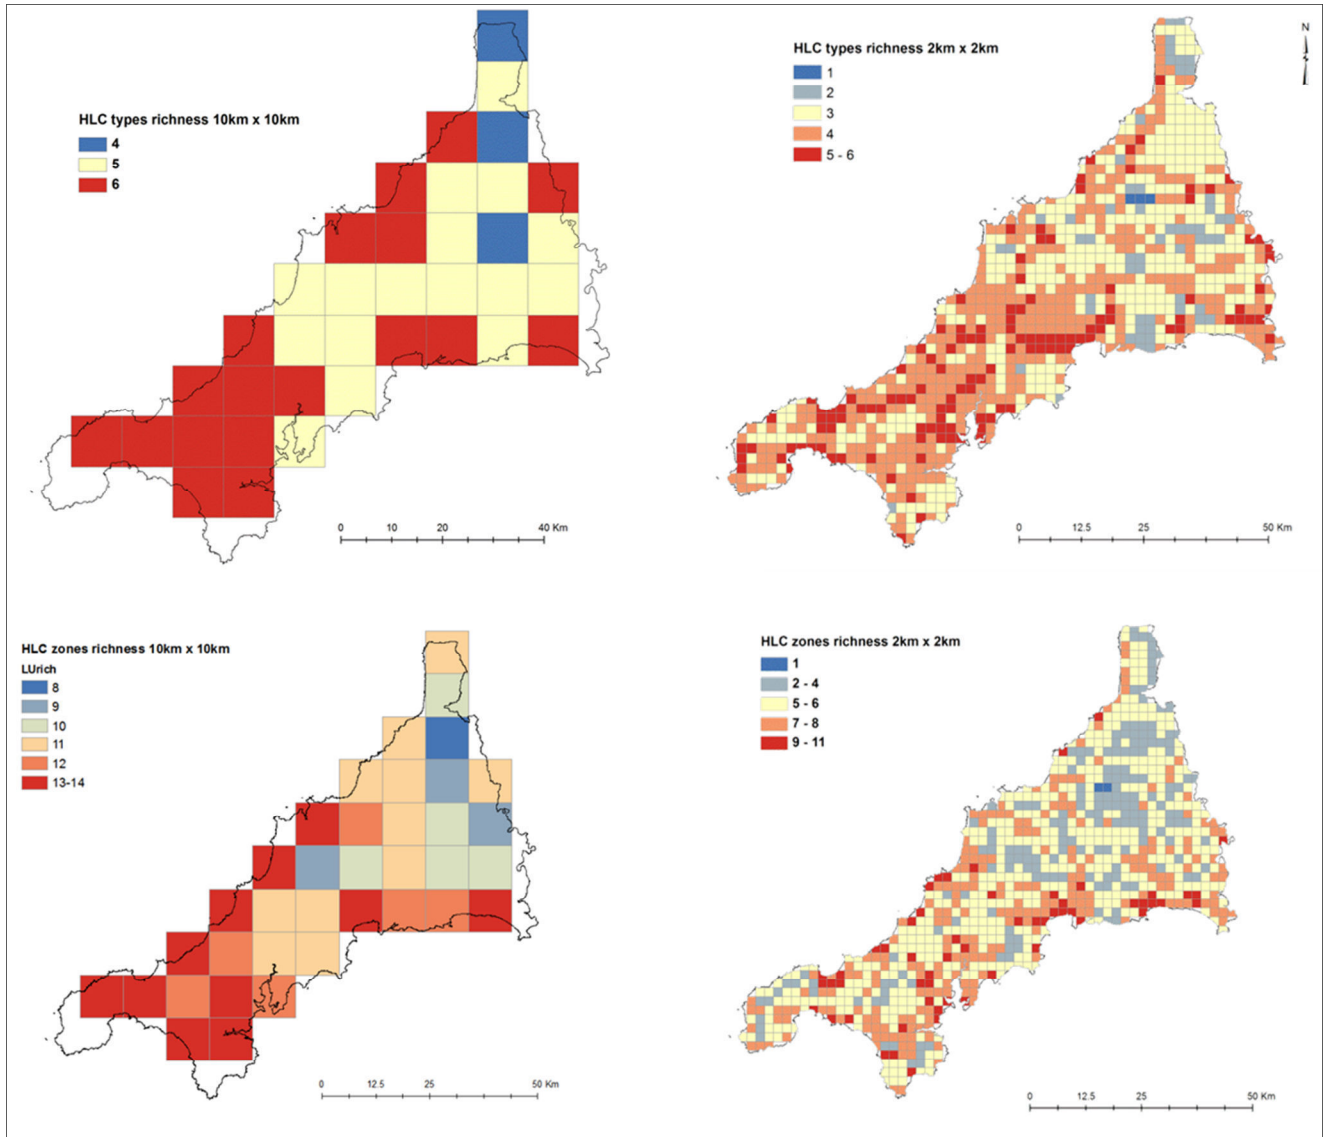 HLC types richness 10km x 10km
4
5
6
0 10 20 40 Km
HLC types richness 2km x 2km
1
2
3
4
5 - 6
N
0 12.5 25 50 Km
HLC zones richness 10km x 10km
LUrich
8
9
10
11
12
13-14
0 12.5 25 50 Km
HLC zones richness 2km x 2km
1
2 - 4
5 - 6
7 - 8
9 - 11
0 12.5 25 50 Km